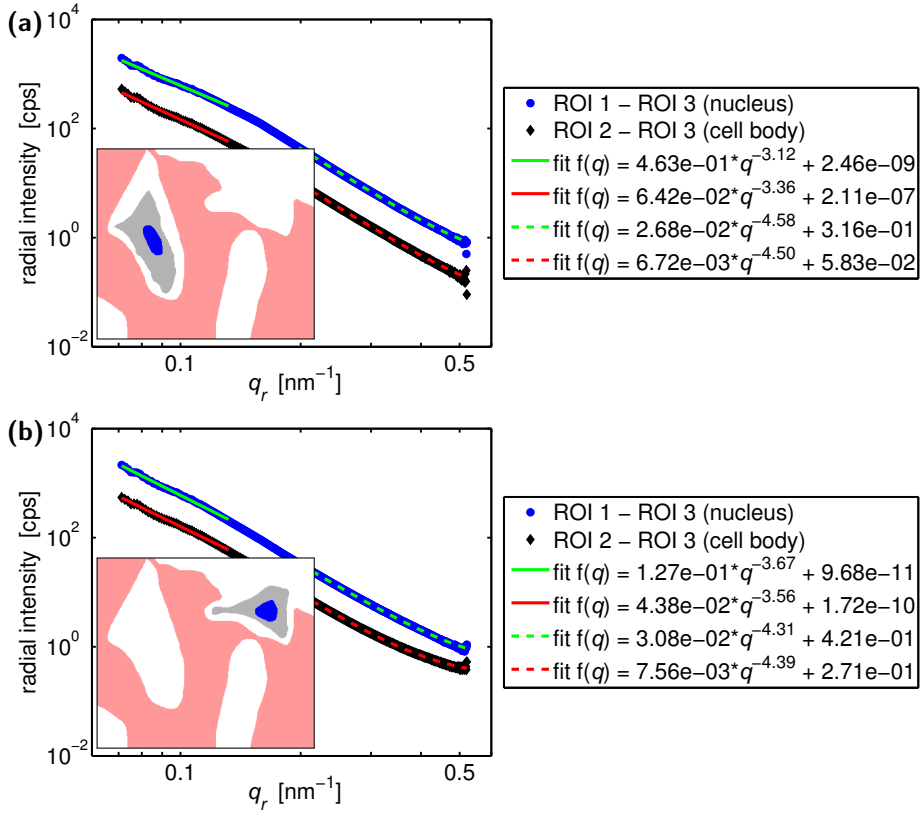 (a)
10^4
10^2
10^0
10^−2
radial intensity [cps]
0.1
0.5
q_r [nm^−1]
ROI 1 − ROI 3 (nucleus)
ROI 2 − ROI 3 (cell body)
fit f(q) = 4.63e−01*q^−3.12 + 2.46e−09
fit f(q) = 6.42e−02*q^−3.36 + 2.11e−07
fit f(q) = 2.68e−02*q^−4.58 + 3.16e−01
fit f(q) = 6.72e−03*q^−4.50 + 5.83e−02
(b)
10^4
10^2
10^0
10^−2
radial intensity [cps]
0.1
0.5
q_r [nm^−1]
ROI 1 − ROI 3 (nucleus)
ROI 2 − ROI 3 (cell body)
fit f(q) = 1.27e−01*q^−3.67 + 9.68e−11
fit f(q) = 4.38e−02*q^−3.56 + 1.72e−10
fit f(q) = 3.08e−02*q^−4.31 + 4.21e−01
fit f(q) = 7.56e−03*q^−4.39 + 2.71e−01